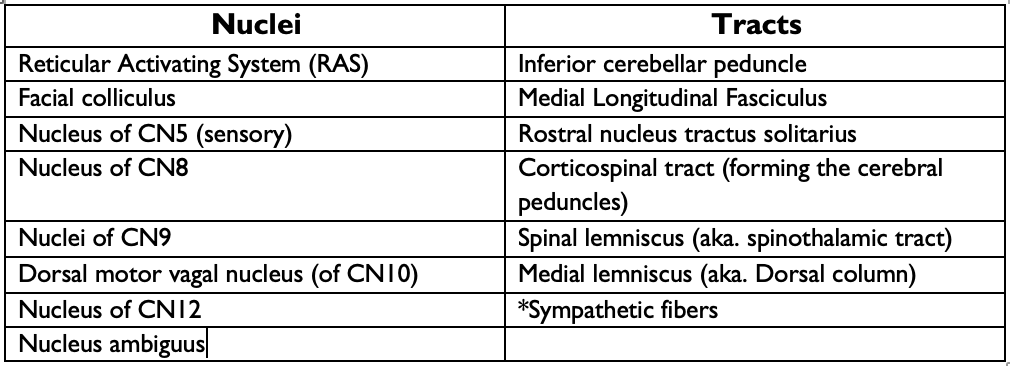 Nuclei Tracts
Reticular Activating System (RAS) Inferior cerebellar peduncle
Facial colliculus Medial Longitudinal Fasciculus
Nucleus of CN5 (sensory) Rostral nucleus tractus solitarius
Nucleus of CN8 Corticospinal tract (forming the cerebral
peduncles)
Nuclei of CN9 Spinal lemniscus (aka. spinothalamic tract)
Dorsal motor vagal nucleus (of CN10) Medial lemniscus (aka. Dorsal column)
Nucleus of CN12 *Sympathetic fibers
Nucleus ambiguus